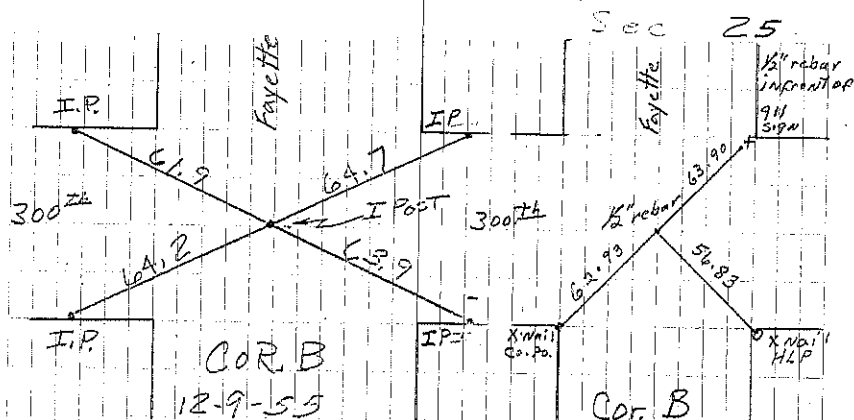 Sec 25
I.P.
Fayette
I P
61.9
64.7
300th
I Post
64.2
I.P.
IP
COR. B
12-9-55
Fayette
1/2" rebar
in front of
911
SIGN
63.90
300th
1/2" rebar
62.93
56.83
X Nail
Co. Po.
X Nail
HLP
Cor. B